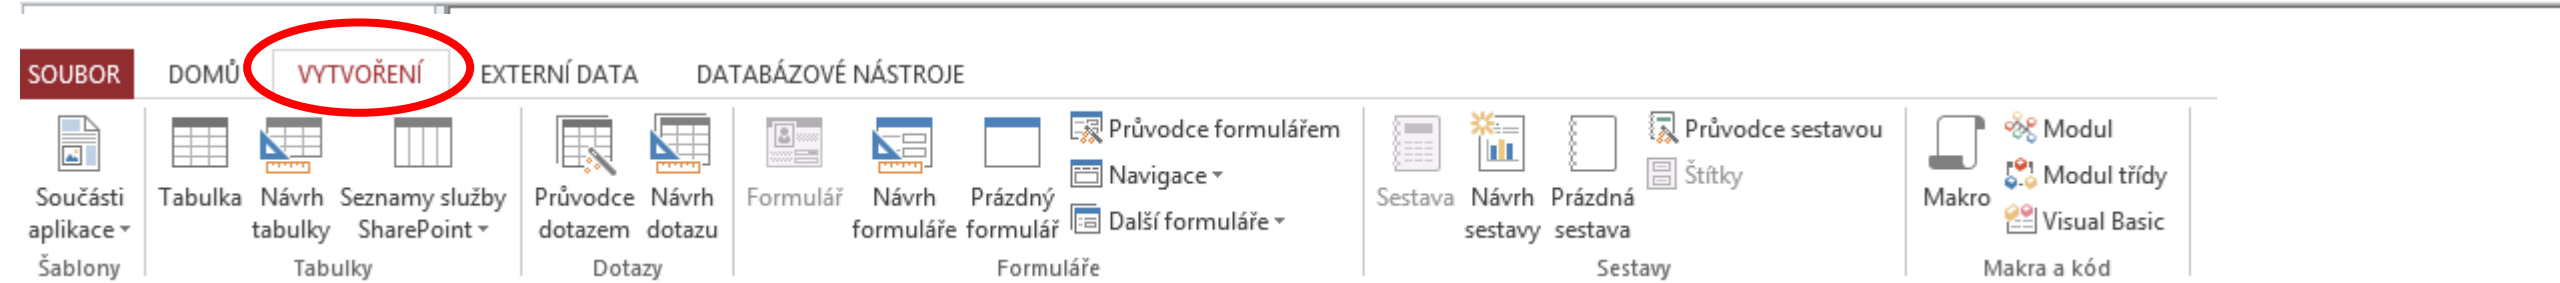 SOUBOR DOMŮ VYTVOŘENÍ EXTERNÍ DATA DATABÁZOVÉ NÁSTROJE
Součásti
aplikace
Šablony
Tabulka
Návrh
tabulky
Seznamy služby
SharePoint
Tabulky
Průvodce
dotazem
Návrh
dotazu
Dotazy
Formulář
Návrh
formuláře
Prázdný
formulář
Průvodce formulářem
Navigace
Další formuláře
Formuláře
Sestava
Návrh
sestavy
Prázdná
sestava
Průvodce sestavou
Štítky
Sestavy
Makro
Modul
Modul třídy
Visual Basic
Makra a kód